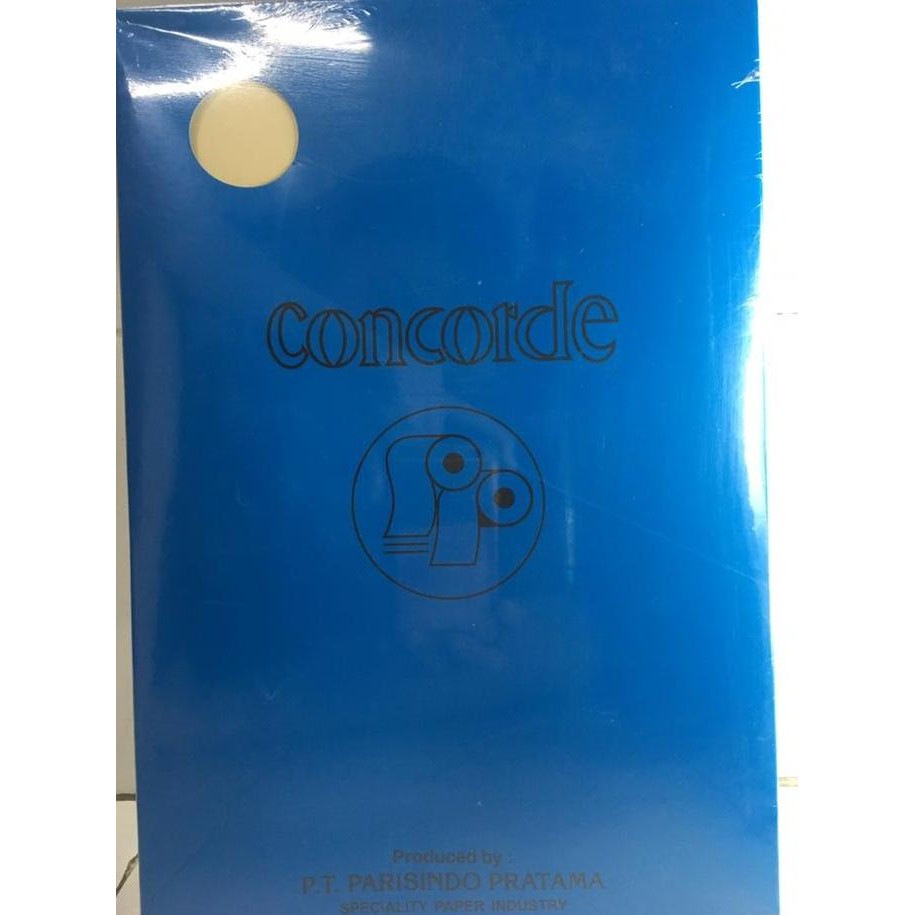 concorde
Produced by :
P.T. PARISINDO PRATAMA
SPECIALITY PAPER INDUSTRY